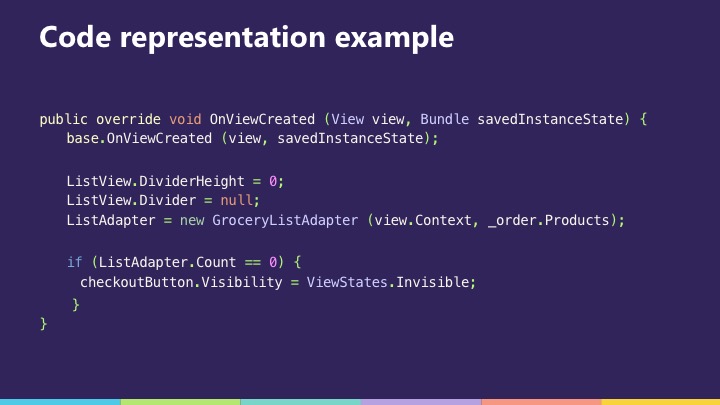 Code representation example
public override void OnViewCreated (View view, Bundle savedInstanceState) {
base.OnViewCreated (view, savedInstanceState);
ListView.DividerHeight = 0;
ListView.Divider = null;
ListAdapter = new GroceryListAdapter (view.Context, _order.Products);
if (ListAdapter.Count == 0) {
checkoutButton.Visibility = ViewStates.Invisible;
}
}